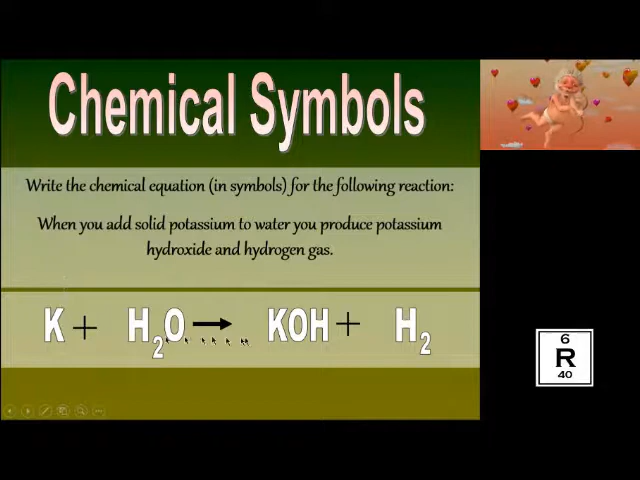 Chemical Symbols
Write the chemical equation (in symbols) for the following reaction:
When you add solid potassium to water you produce potassium
hydroxide and hydrogen gas.
K + H₂O → KOH + H₂
6
R
40